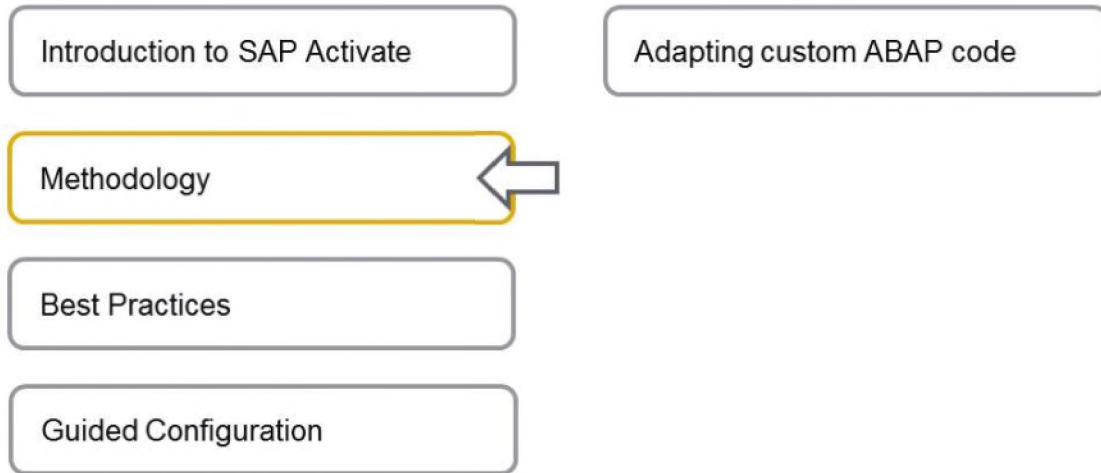 Introduction to SAP Activate
Methodology
Best Practices
Guided Configuration
Adapting custom ABAP code